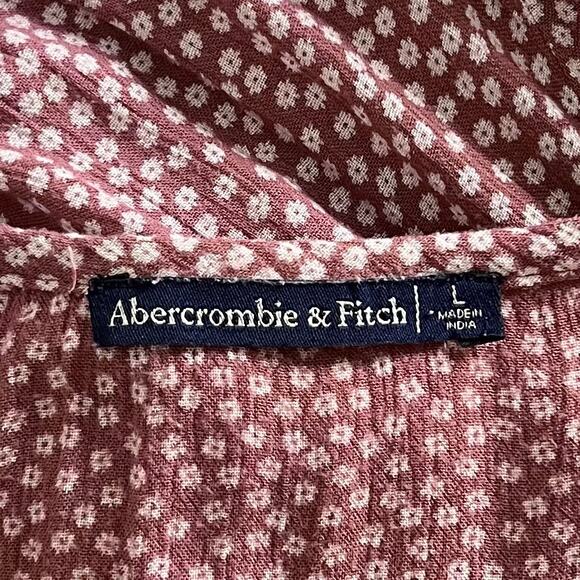 Abercrombie & Fitch
L
MADE IN
INDIA